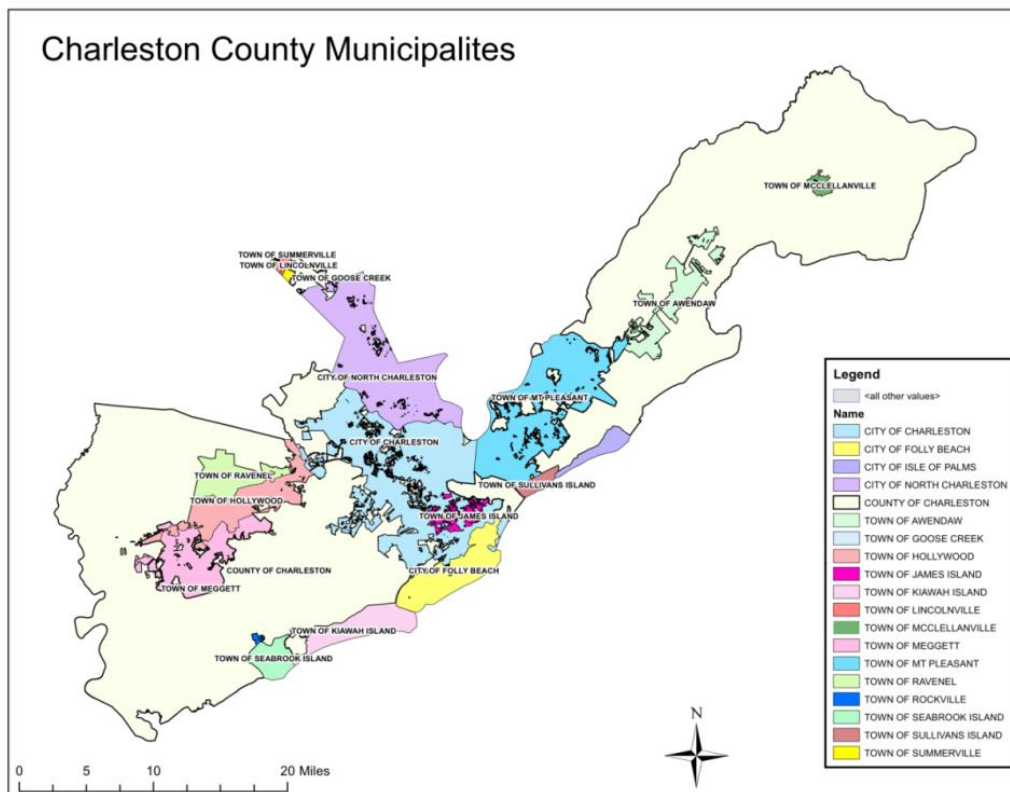 Charleston County Municipalites
TOWN OF MCCLELLANVILLE
TOWN OF SUMMERVILLE
TOWN OF LINCOLNVILLE
TOWN OF GOOSE CREEK
TOWN OF AWENDAW
CITY OF NORTH CHARLESTON
TOWN OF MT PLEASANT
CITY OF CHARLESTON
TOWN OF RAVENEL
TOWN OF SULLIVANS ISLAND
TOWN OF HOLLYWOOD
TOWN OF JAMES ISLAND
COUNTY OF CHARLESTON
CITY OF FOLLY BEACH
TOWN OF MEGGETT
TOWN OF KIAWAH ISLAND
TOWN OF SEABROOK ISLAND
Legend
<all other values>
Name
CITY OF CHARLESTON
CITY OF FOLLY BEACH
CITY OF ISLE OF PALMS
CITY OF NORTH CHARLESTON
COUNTY OF CHARLESTON
TOWN OF AWENDAW
TOWN OF GOOSE CREEK
TOWN OF HOLLYWOOD
TOWN OF JAMES ISLAND
TOWN OF KIAWAH ISLAND
TOWN OF LINCOLNVILLE
TOWN OF MCCLELLANVILLE
TOWN OF MEGGETT
TOWN OF MT PLEASANT
TOWN OF RAVENEL
TOWN OF ROCKVILLE
TOWN OF SEABROOK ISLAND
TOWN OF SULLIVANS ISLAND
TOWN OF SUMMERVILLE
N
0 5 10 20 Miles